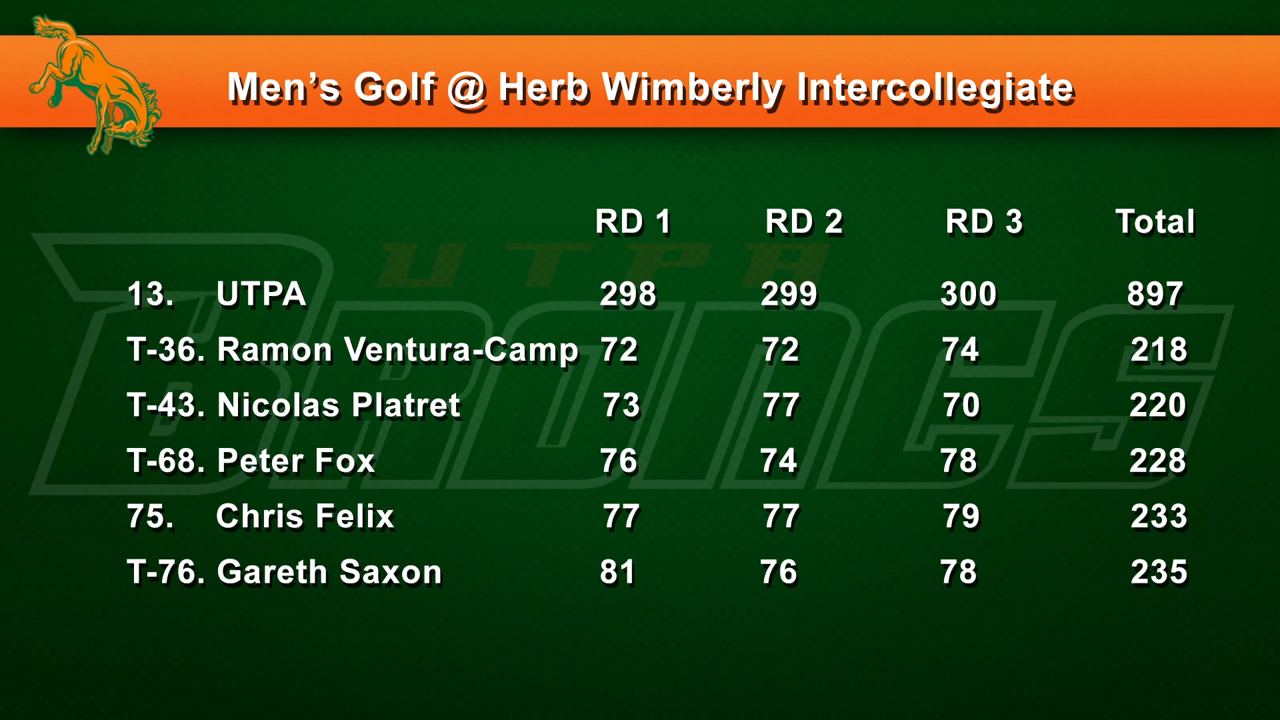 Men's Golf @ Herb Wimberly Intercollegiate
RD 1 RD 2 RD 3 Total
UTPA
BRONCS
13. UTPA 298 299 300 897
T-36. Ramon Ventura-Camp 72 72 74 218
T-43. Nicolas Platret 73 77 70 220
T-68. Peter Fox 76 74 78 228
75. Chris Felix 77 77 79 233
T-76. Gareth Saxon 81 76 78 235